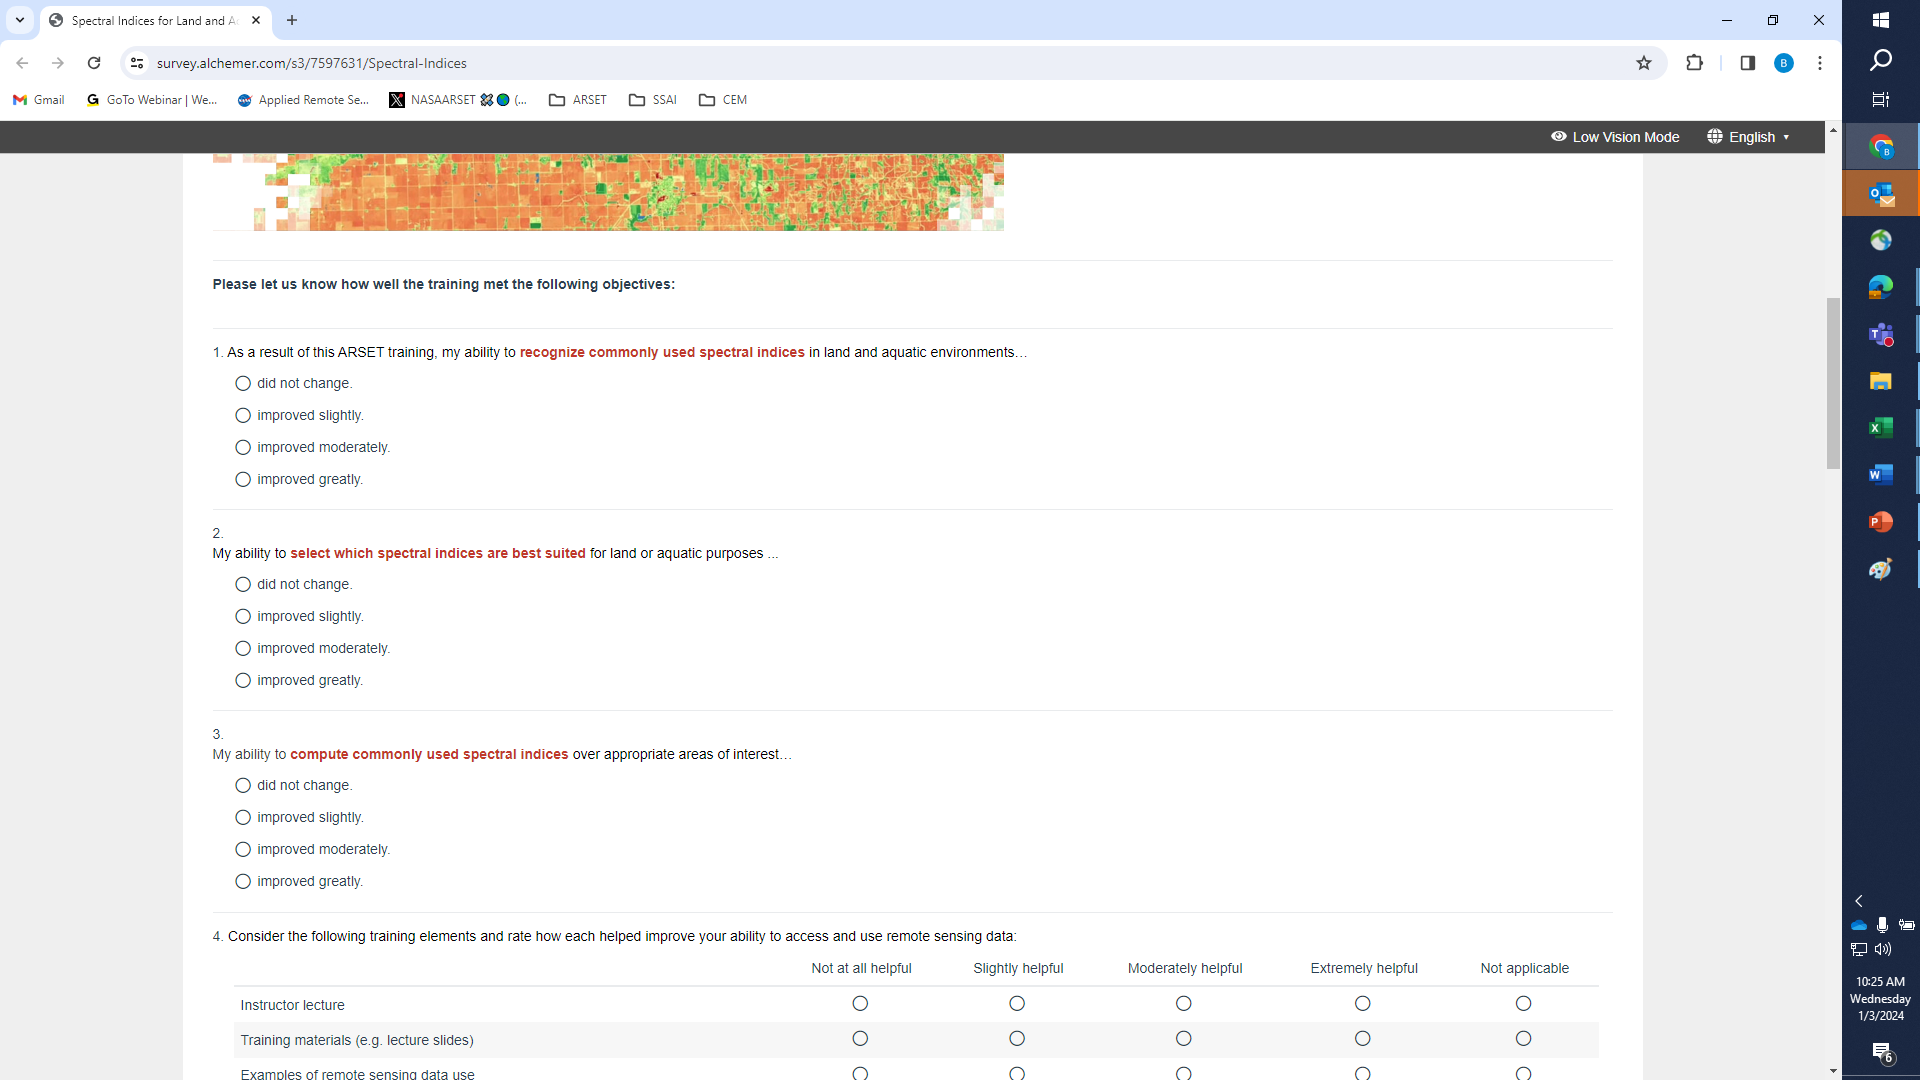 Spectral Indices for Land and A
survey.alchemer.com/s3/7597631/Spectral-Indices
B
Gmail
GoTo Webinar | We...
Applied Remote Se...
NASAARSET 🛰🌎 (...
ARSET
SSAI
CEM
Low Vision Mode
English
Please let us know how well the training met the following objectives:
1. As a result of this ARSET training, my ability to recognize commonly used spectral indices in land and aquatic environments…
did not change.
improved slightly.
improved moderately.
improved greatly.
2.
My ability to select which spectral indices are best suited for land or aquatic purposes ...
did not change.
improved slightly.
improved moderately.
improved greatly.
3.
My ability to compute commonly used spectral indices over appropriate areas of interest…
did not change.
improved slightly.
improved moderately.
improved greatly.
4. Consider the following training elements and rate how each helped improve your ability to access and use remote sensing data:
Not at all helpful Slightly helpful Moderately helpful Extremely helpful Not applicable
Instructor lecture
Training materials (e.g. lecture slides)
Examples of remote sensing data use
10:25 AM
Wednesday
1/3/2024
6